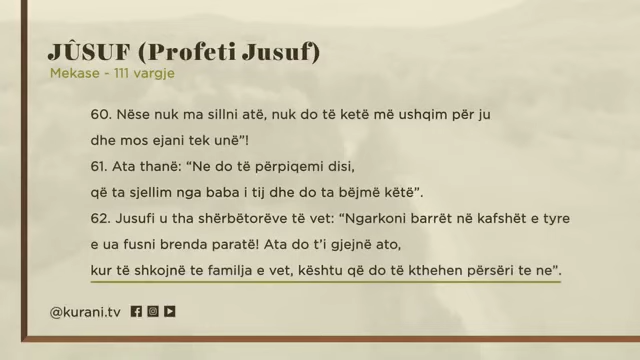 JÛSUF (Profeti Jusuf)
Mekase - 111 vargje
60. Nëse nuk ma sillni atë, nuk do të ketë më ushqim për ju
dhe mos ejani tek unë”!
61. Ata thanë: “Ne do të përpiqemi disi,
që ta sjellim nga baba i tij dhe do ta bëjmë këtë”.
62. Jusufi u tha shërbëtorëve të vet: “Ngarkoni barrët në kafshët e tyre
e ua fusni brenda paratë! Ata do t’i gjejnë ato,
kur të shkojnë te familja e vet, kështu që do të kthehen përsëri te ne”.
@kurani.tv